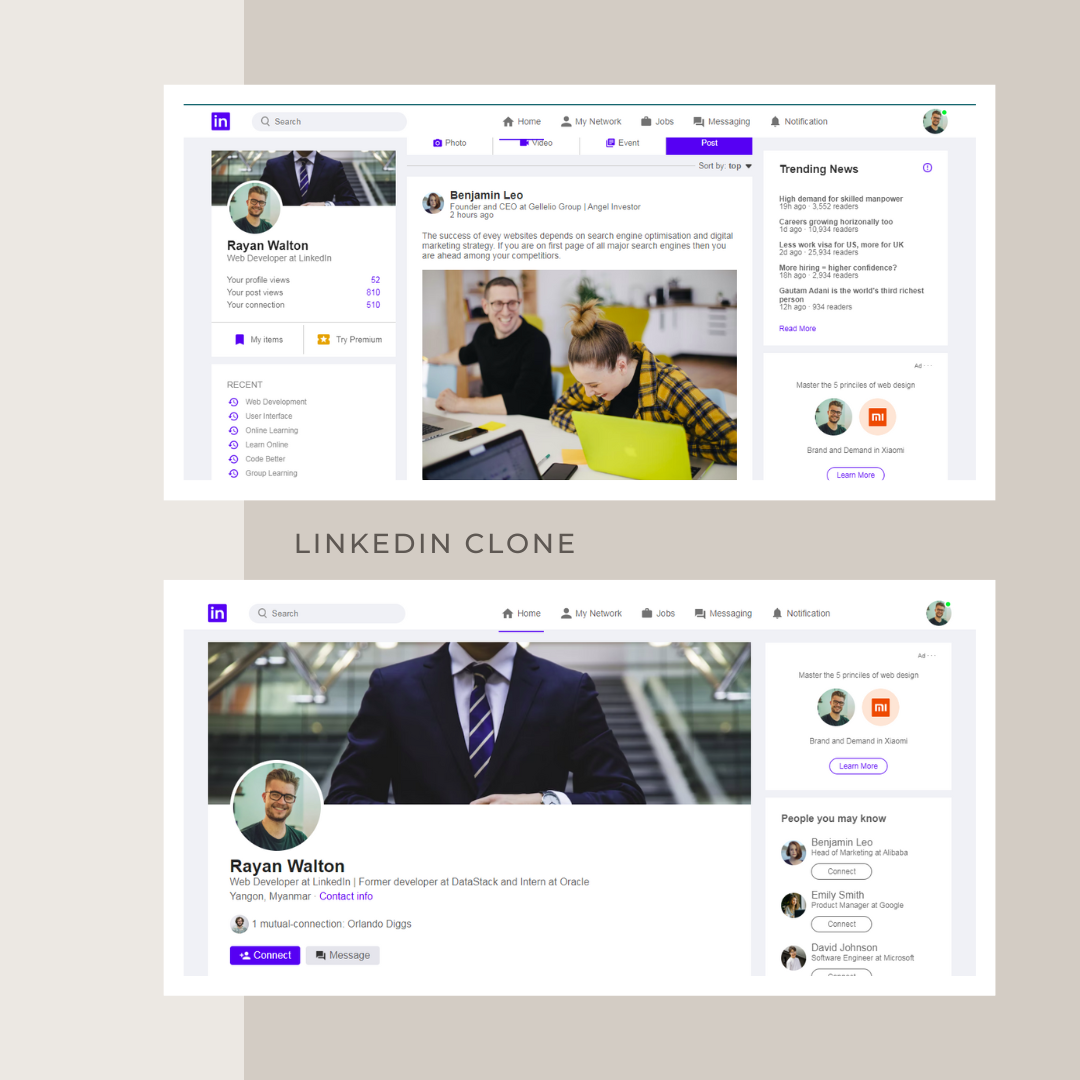 in
Search
Home
My Network
Jobs
Messaging
Notification
Photo
Video
Event
Post
Sort by: top
Rayan Walton
Web Developer at LinkedIn
Your profile views 52
Your post views 810
Your connection 510
My items
Try Premium
RECENT
Web Development
User Interface
Online Learning
Learn Online
Code Better
Group Learning
Benjamin Leo
Founder and CEO at Gellelio Group | Angel Investor
2 hours ago
The success of evey websites depends on search engine optimisation and digital
marketing strategy. If you are on first page of all major search engines then you
are ahead among your competitiors.
Trending News
High demand for skilled manpower
19h ago · 3,552 readers
Careers growing horizonally too
1d ago · 10,934 readers
Less work visa for US, more for UK
2d ago · 25,934 readers
More hiring = higher confidence?
18h ago · 2,934 readers
Gautam Adani is the world's third richest
person
12h ago · 934 readers
Read More
Ad ···
Master the 5 princiles of web design
mi
Brand and Demand in Xiaomi
Learn More
LINKEDIN CLONE
in
Search
Home
My Network
Jobs
Messaging
Notification
Rayan Walton
Web Developer at LinkedIn | Former developer at DataStack and Intern at Oracle
Yangon, Myanmar · Contact info
1 mutual-connection: Orlando Diggs
Connect
Message
Ad ···
Master the 5 princiles of web design
mi
Brand and Demand in Xiaomi
Learn More
People you may know
Benjamin Leo
Head of Marketing at Alibaba
Connect
Emily Smith
Product Manager at Google
Connect
David Johnson
Software Engineer at Microsoft
Connect